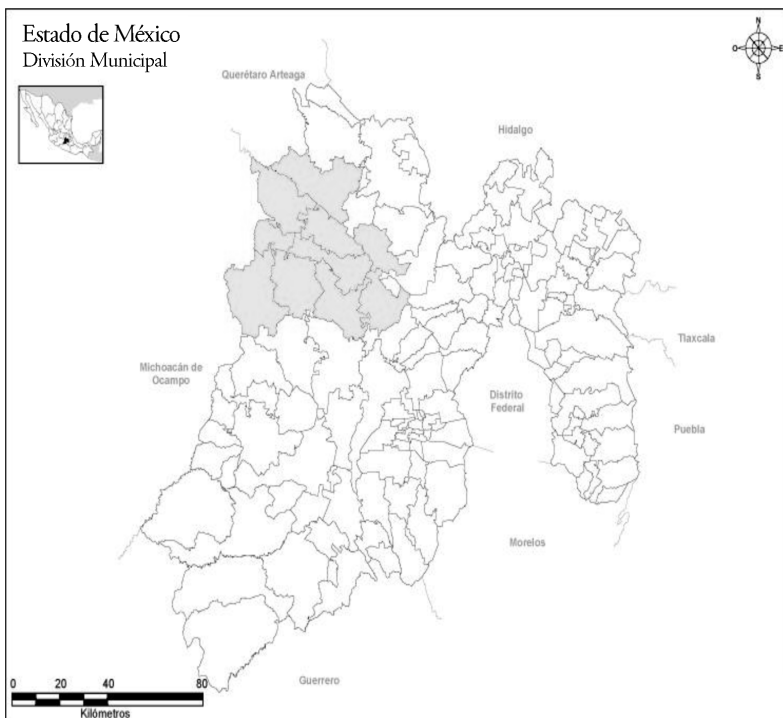 Estado de México
División Municipal
N
O E
S
Querétaro Arteaga
Hidalgo
Tlaxcala
Michoacán de
Ocampo
Distrito
Federal
Puebla
Morelos
Guerrero
0 20 40 80
Kilómetros